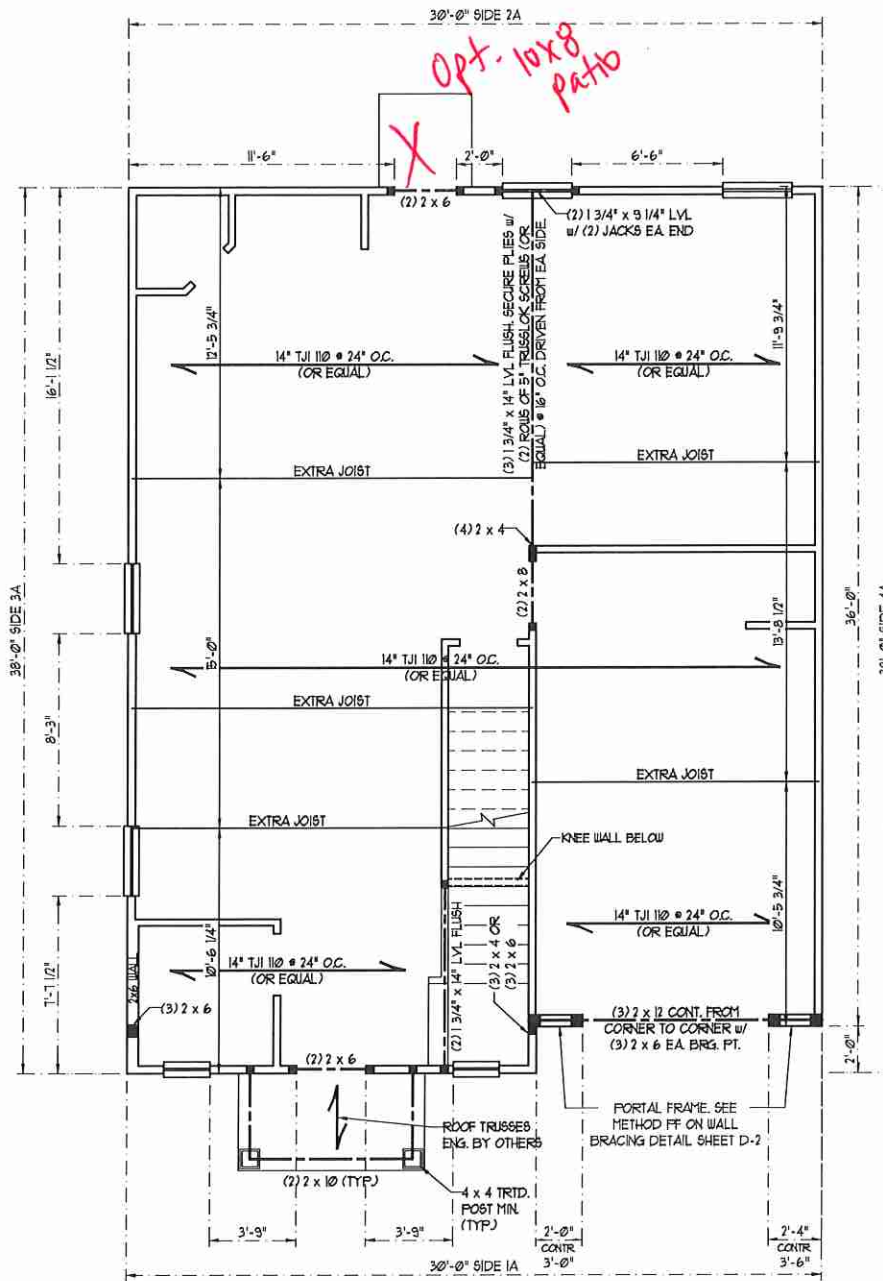 30'-0" SIDE 2A
Opt. 10x8
patio
X
11'-6"
2'-0"
6'-6"
(2) 2 x 6
(2) 1 3/4" x 9 1/4" LVL
w/ (2) JACKS EA. END
(3) 1 3/4" x 14" LVL FLUSH. SECURE PLIES w/
(2) ROWS OF 5" TRUSSLOK SCREWS (OR
EQUAL) @ 16" O.C. DRIVEN FROM EA. SIDE.
12'-5 3/4"
11'-9 3/4"
16'-1 1/2"
14" TJI 110 @ 24" O.C.
(OR EQUAL)
14" TJI 110 @ 24" O.C.
(OR EQUAL)
EXTRA JOIST
EXTRA JOIST
(4) 2 x 4
(2) 2 x 8
38'-0" SIDE 3A
36'-0"
13'-8 1/2"
15'-0"
14" TJI 110 @ 24" O.C.
(OR EQUAL)
8'-3"
EXTRA JOIST
EXTRA JOIST
EXTRA JOIST
KNEE WALL BELOW
10'-6 1/4"
10'-5 3/4"
14" TJI 110 @ 24" O.C.
(OR EQUAL)
14" TJI 110 @ 24" O.C.
(OR EQUAL)
7'-7 1/2"
2x6 WALL
(3) 2 x 6
(2) 1 3/4" x 14" LVL FLUSH
(3) 2 x 4 OR
(3) 2 x 6
(3) 2 x 12 CONT. FROM
CORNER TO CORNER w/
(3) 2 x 6 EA. BRG. PT.
2'-0"
(2) 2 x 6
ROOF TRUSSES
ENG. BY OTHERS
PORTAL FRAME. SEE
METHOD PF ON WALL
BRACING DETAIL SHEET D-2
(2) 2 x 10 (TYP.)
4 x 4 TRTD.
POST MIN.
(TYP.)
3'-9"
3'-9"
2'-0"
CONTR
3'-0"
2'-4"
CONTR
3'-6"
30'-0" SIDE 1A